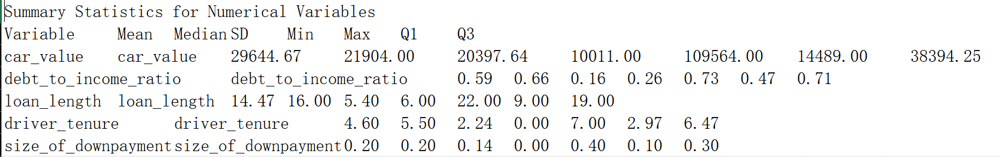 Summary Statistics for Numerical Variables
Variable Mean Median SD Min Max Q1 Q3
car_value car_value 29644.67 21904.00 20397.64 10011.00 109564.00 14489.00 38394.25
debt_to_income_ratio debt_to_income_ratio 0.59 0.66 0.16 0.26 0.73 0.47 0.71
loan_length loan_length 14.47 16.00 5.40 6.00 22.00 9.00 19.00
driver_tenure driver_tenure 4.60 5.50 2.24 0.00 7.00 2.97 6.47
size_of_downpayment size_of_downpayment 0.20 0.20 0.14 0.00 0.40 0.10 0.30